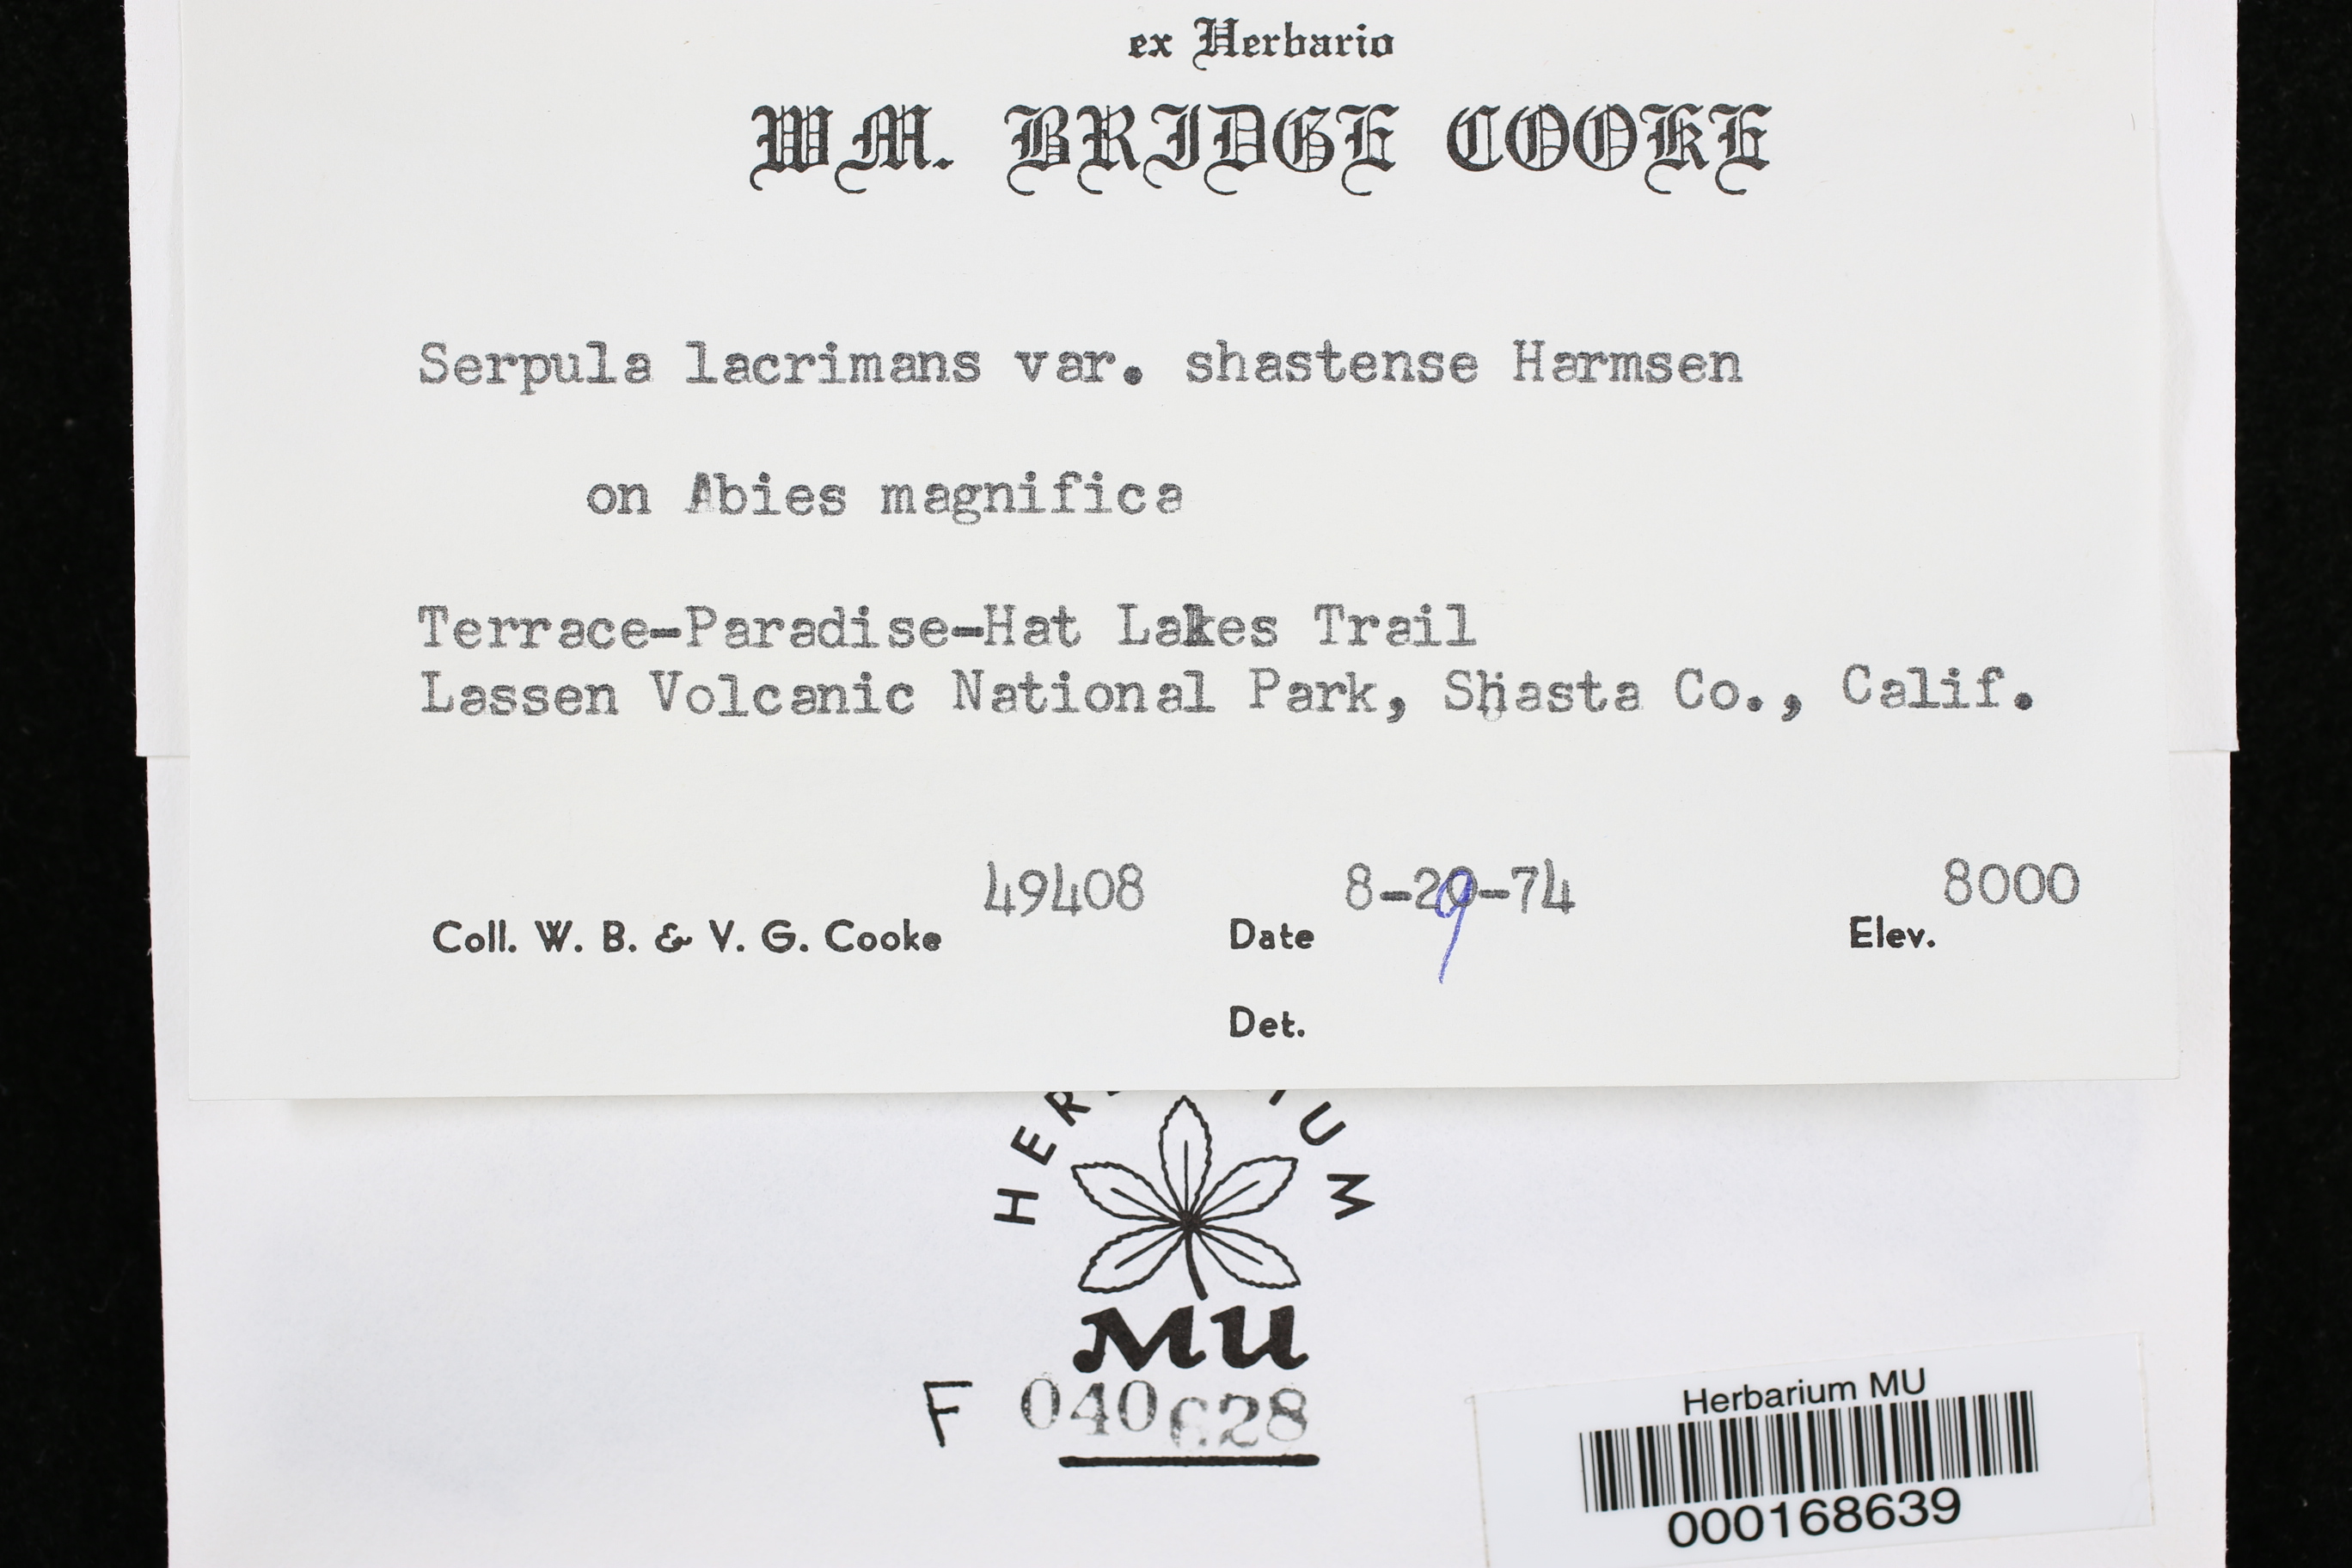 ex Herbario
WM. BRIDGE COOKE
Serpula lacrimans var. shastense Harmsen
on Abies magnifica
Terrace-Paradise-Hat Lakes Trail
Lassen Volcanic National Park, Shasta Co., Calif.
Coll. W. B. & V. G. Cooke 49408 Date 8-29-74 Elev. 8000
Det.
MU
F 040628
Herbarium MU
000168639